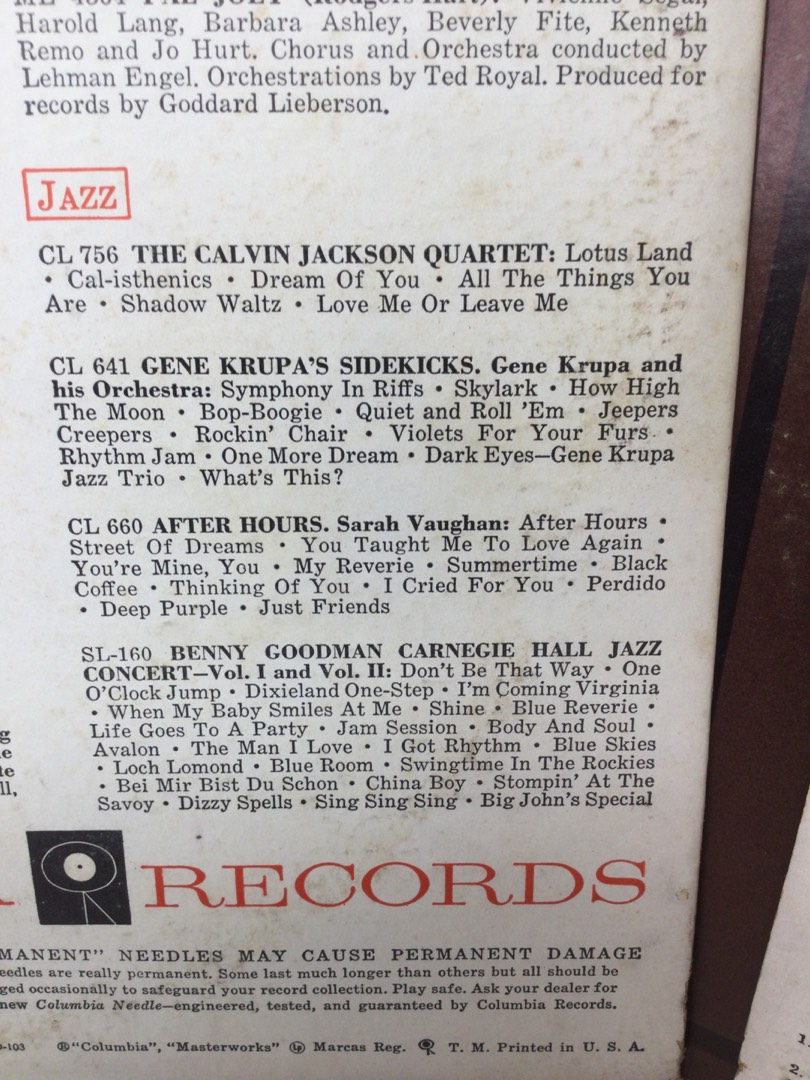 Harold Lang, Barbara Ashley, Beverly Fite, Kenneth
Remo and Jo Hurt. Chorus and Orchestra conducted by
Lehman Engel. Orchestrations by Ted Royal. Produced for
records by Goddard Lieberson.
JAZZ
CL 756 THE CALVIN JACKSON QUARTET: Lotus Land
• Cal-isthenics • Dream Of You • All The Things You
Are • Shadow Waltz • Love Me Or Leave Me
CL 641 GENE KRUPA'S SIDEKICKS. Gene Krupa and
his Orchestra: Symphony In Riffs • Skylark • How High
The Moon • Bop-Boogie • Quiet and Roll 'Em • Jeepers
Creepers • Rockin' Chair • Violets For Your Furs •
Rhythm Jam • One More Dream • Dark Eyes—Gene Krupa
Jazz Trio • What's This?
CL 660 AFTER HOURS. Sarah Vaughan: After Hours •
Street Of Dreams • You Taught Me To Love Again •
You're Mine, You • My Reverie • Summertime • Black
Coffee • Thinking Of You • I Cried For You • Perdido
• Deep Purple • Just Friends
SL-160 BENNY GOODMAN CARNEGIE HALL JAZZ
CONCERT—Vol. I and Vol. II: Don't Be That Way • One
O'Clock Jump • Dixieland One-Step • I'm Coming Virginia
• When My Baby Smiles At Me • Shine • Blue Reverie •
Life Goes To A Party • Jam Session • Body And Soul •
Avalon • The Man I Love • I Got Rhythm • Blue Skies
• Loch Lomond • Blue Room • Swingtime In The Rockies
• Bei Mir Bist Du Schon • China Boy • Stompin' At The
Savoy • Dizzy Spells • Sing Sing Sing • Big John's Special
RECORDS
MANENT" NEEDLES MAY CAUSE PERMANENT DAMAGE
eedles are really permanent. Some last much longer than others but all should be
ged occasionally to safeguard your record collection. Play safe. Ask your dealer for
new Columbia Needle—engineered, tested, and guaranteed by Columbia Records.
-103 ®"Columbia", "Masterworks" LP Marcas Reg. T. M. Printed in U. S. A.